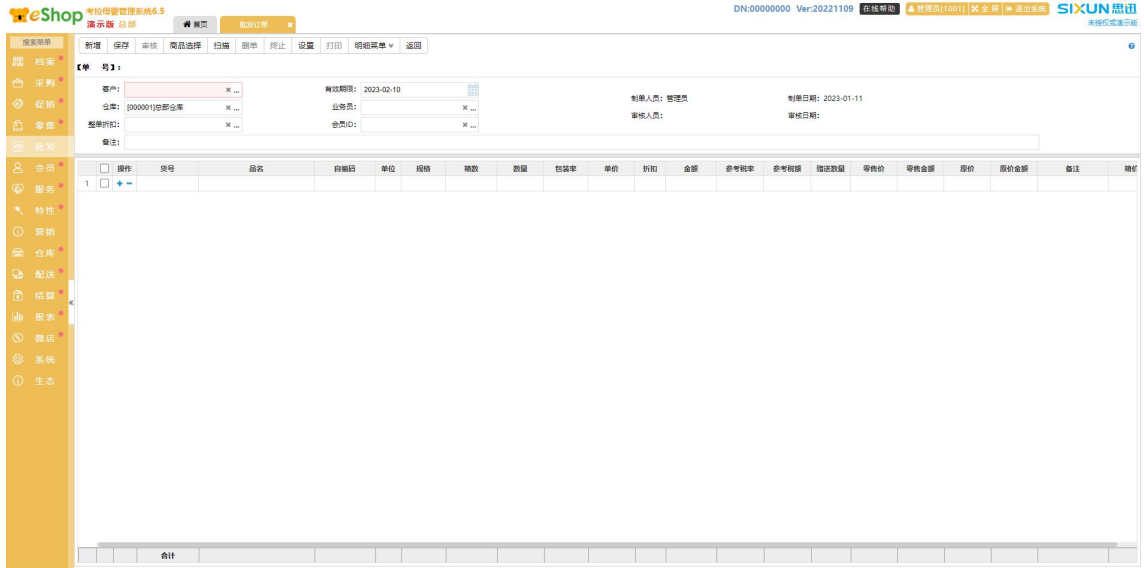 eShop 考拉母婴管理系统6.5
演示版 总部
首页
批发订单
DN:00000000 Ver:20221109 在线帮助 管理员[1001] 全屏 退出系统
SIXUN思迅
未授权或演示版
搜索菜单
档案
采购
促销
零售
批发
会员
服务
特性
营销
仓库
配送
结算
报表
微店
系统
生态
新增 保存 审核 商品选择 扫描 删单 终止 设置 打印 明细菜单 返回
【单 号】:
客户: 有效期限: 2023-02-10
制单人员: 管理员 制单日期: 2023-01-11
仓库: [000001]总部仓库 业务员:
审核人员: 审核日期:
整单折扣: 会员ID:
备注:
操作 货号 品名 自编码 单位 规格 箱数 数量 包装率 单价 折扣 金额 参考税率 参考税额 赠送数量 零售价 零售金额 原价 原价金额 备注 箱价
1
合计